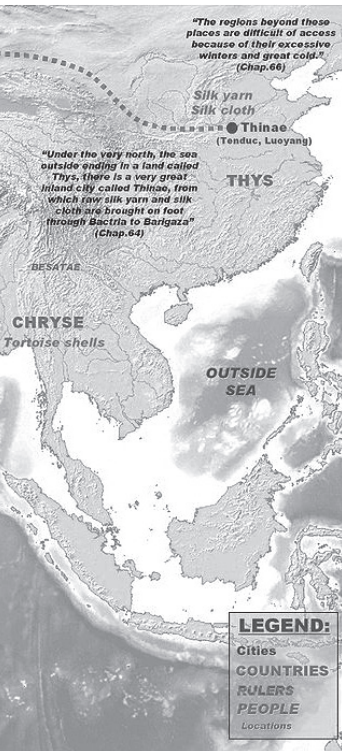 “The regions beyond these
places are difficult of access
because of their excessive
winters and great cold.”
(Chap.66)
Silk yarn
Silk cloth
Thinae
(Tenduc, Luoyang)
“Under the very north, the sea
outside ending in a land called
Thys, there is a very great
inland city called Thinae, from
which raw silk yarn and silk
cloth are brought on foot
through Bactria to Barigaza”
(Chap.64)
THYS
BESATAE
CHRYSE
Tortoise shells
OUTSIDE
SEA
LEGEND:
Cities
COUNTRIES
RULERS
PEOPLE
Locations